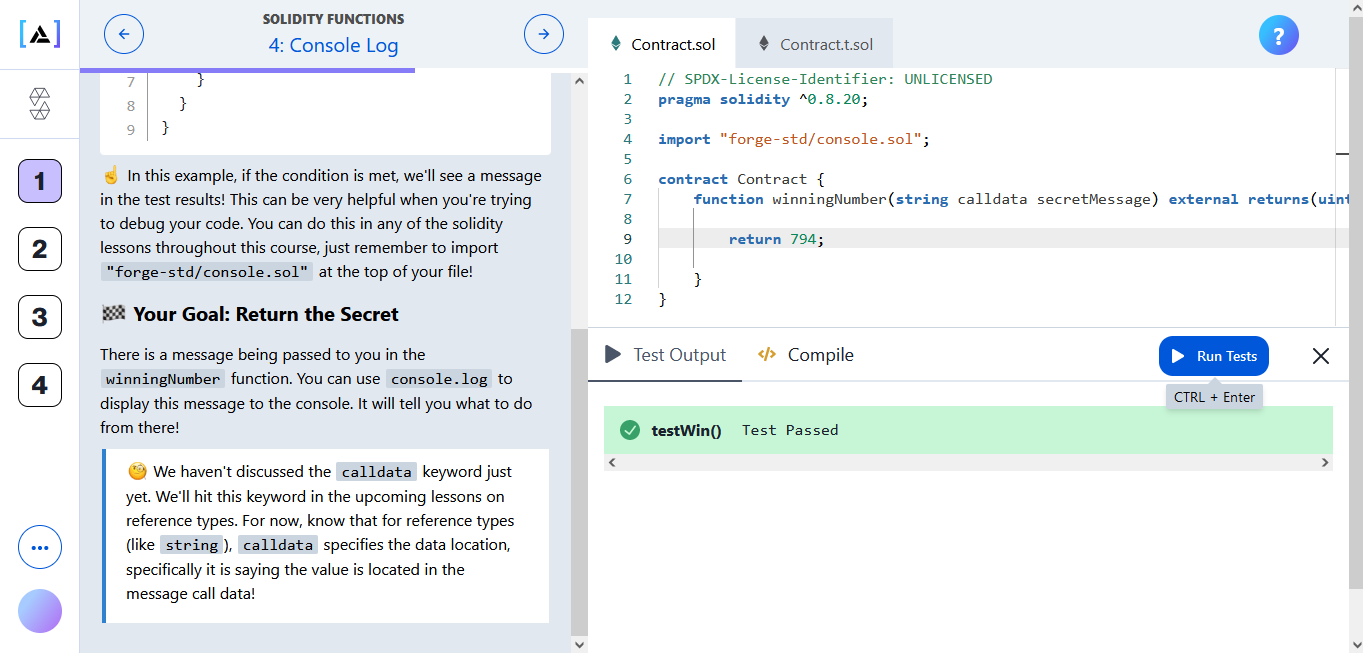 SOLIDITY FUNCTIONS
4: Console Log
1
2
3
4
7 }
8 }
9 }
☝️ In this example, if the condition is met, we'll see a message
in the test results! This can be very helpful when you're trying
to debug your code. You can do this in any of the solidity
lessons throughout this course, just remember to import
"forge-std/console.sol" at the top of your file!
🏁 Your Goal: Return the Secret
There is a message being passed to you in the
winningNumber function. You can use console.log to
display this message to the console. It will tell you what to do
from there!
🧐 We haven't discussed the calldata keyword just
yet. We'll hit this keyword in the upcoming lessons on
reference types. For now, know that for reference types
(like string), calldata specifies the data location,
specifically it is saying the value is located in the
message call data!
Contract.sol
Contract.t.sol
?
1 // SPDX-License-Identifier: UNLICENSED
2 pragma solidity ^0.8.20;
3
4 import "forge-std/console.sol";
5
6 contract Contract {
7 function winningNumber(string calldata secretMessage) external returns(uint
8
9 return 794;
10
11 }
12 }
Test Output
</> Compile
Run Tests
CTRL + Enter
testWin() Test Passed